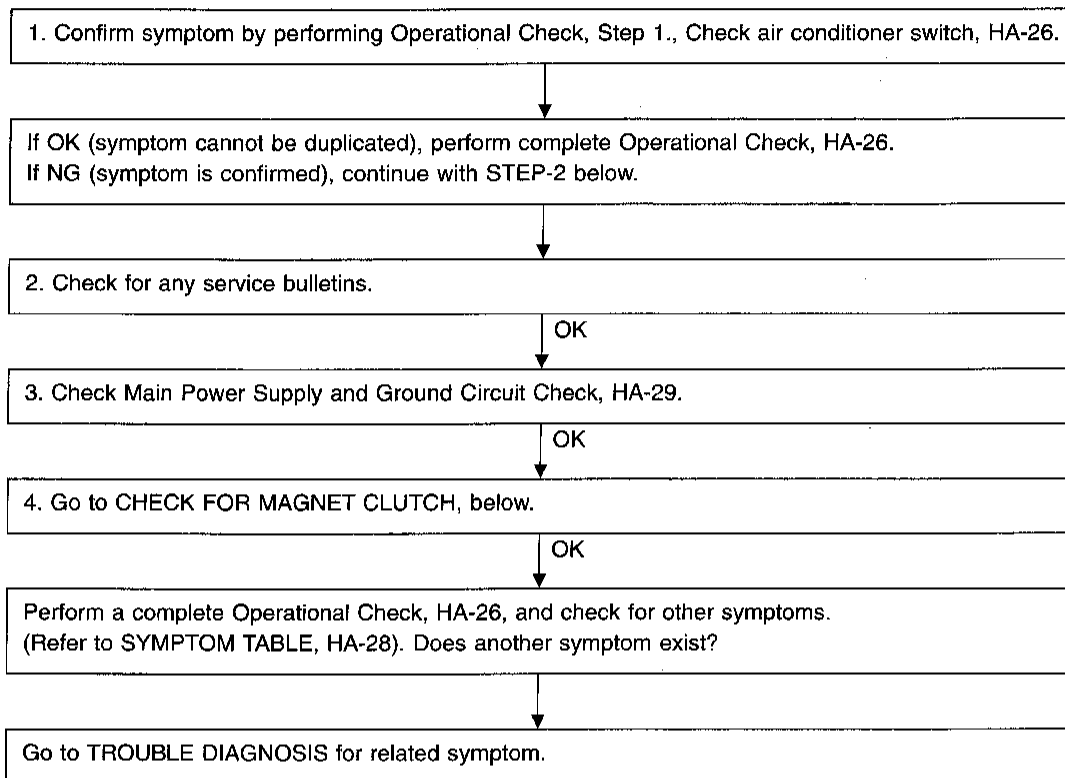 1. Confirm symptom by performing Operational Check, Step 1., Check air conditioner switch, HA-26.
If OK (symptom cannot be duplicated), perform complete Operational Check, HA-26.
If NG (symptom is confirmed), continue with STEP-2 below.
2. Check for any service bulletins.
OK
3. Check Main Power Supply and Ground Circuit Check, HA-29.
OK
4. Go to CHECK FOR MAGNET CLUTCH, below.
OK
Perform a complete Operational Check, HA-26, and check for other symptoms.
(Refer to SYMPTOM TABLE, HA-28). Does another symptom exist?
Go to TROUBLE DIAGNOSIS for related symptom.